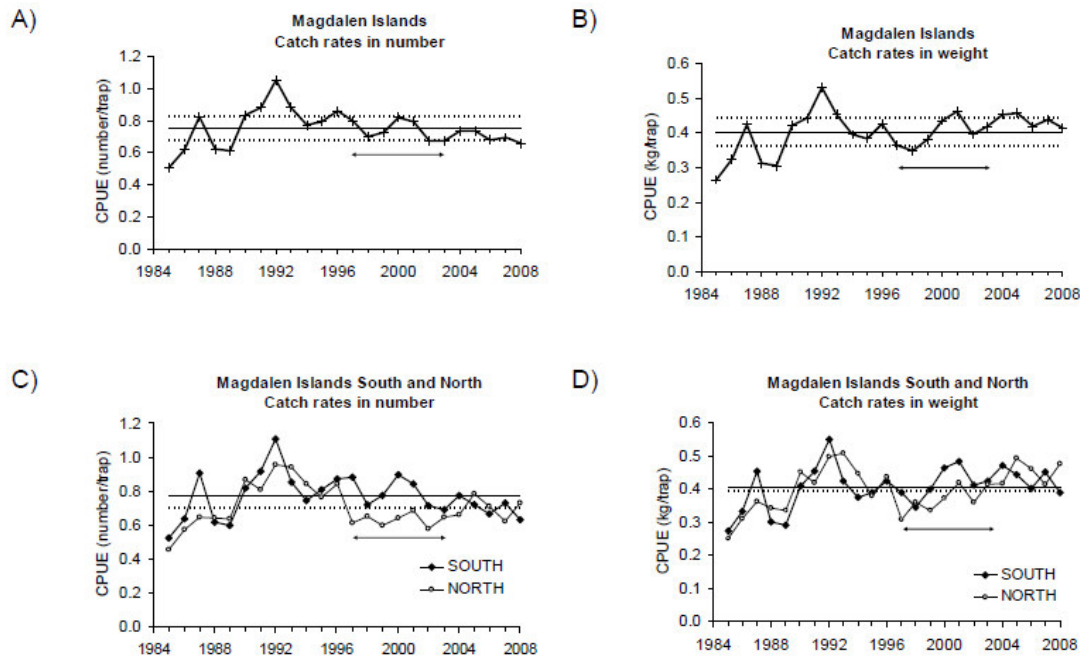 A)
Magdalen Islands
Catch rates in number
CPUE (number/trap)
1.2
1.0
0.8
0.6
0.4
0.2
0.0
1984 1988 1992 1996 2000 2004 2008
B)
Magdalen Islands
Catch rates in weight
CPUE (kg/trap)
0.6
0.5
0.4
0.3
0.2
0.1
0.0
1984 1988 1992 1996 2000 2004 2008
C)
Magdalen Islands South and North
Catch rates in number
CPUE (number/trap)
1.2
1.0
0.8
0.6
0.4
0.2
0.0
SOUTH
NORTH
1984 1988 1992 1996 2000 2004 2008
D)
Magdalen Islands South and North
Catch rates in weight
CPUE (kg/trap)
0.6
0.5
0.4
0.3
0.2
0.1
0.0
SOUTH
NORTH
1984 1988 1992 1996 2000 2004 2008